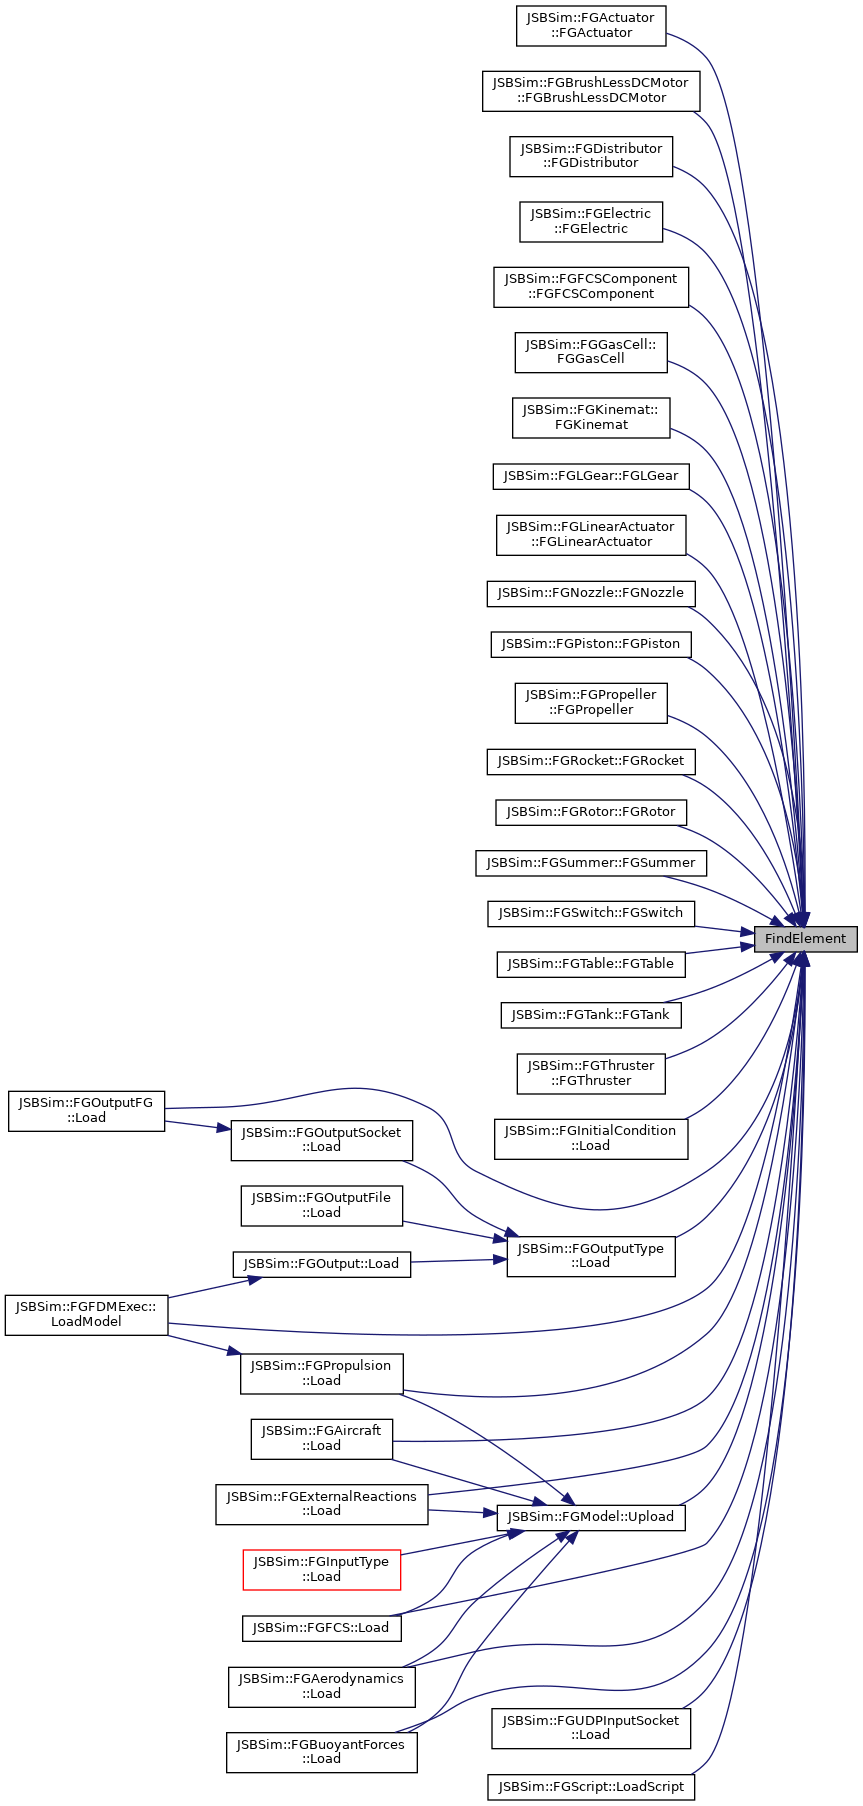 JSBSim::FGActuator
::FGActuator
JSBSim::FGBrushLessDCMotor
::FGBrushLessDCMotor
JSBSim::FGDistributor
::FGDistributor
JSBSim::FGElectric
::FGElectric
JSBSim::FGFCSComponent
::FGFCSComponent
JSBSim::FGGasCell::
FGGasCell
JSBSim::FGKinemat::
FGKinemat
JSBSim::FGLGear::FGLGear
JSBSim::FGLinearActuator
::FGLinearActuator
JSBSim::FGNozzle::FGNozzle
JSBSim::FGPiston::FGPiston
JSBSim::FGPropeller
::FGPropeller
JSBSim::FGRocket::FGRocket
JSBSim::FGRotor::FGRotor
JSBSim::FGSummer::FGSummer
JSBSim::FGSwitch::FGSwitch
FindElement
JSBSim::FGTable::FGTable
JSBSim::FGTank::FGTank
JSBSim::FGThruster
::FGThruster
JSBSim::FGOutputFG
::Load
JSBSim::FGOutputSocket
::Load
JSBSim::FGInitialCondition
::Load
JSBSim::FGOutputFile
::Load
JSBSim::FGOutputType
::Load
JSBSim::FGOutput::Load
JSBSim::FGFDMExec::
LoadModel
JSBSim::FGPropulsion
::Load
JSBSim::FGAircraft
::Load
JSBSim::FGExternalReactions
::Load
JSBSim::FGModel::Upload
JSBSim::FGInputType
::Load
JSBSim::FGFCS::Load
JSBSim::FGAerodynamics
::Load
JSBSim::FGBuoyantForces
::Load
JSBSim::FGUDPInputSocket
::Load
JSBSim::FGScript::LoadScript